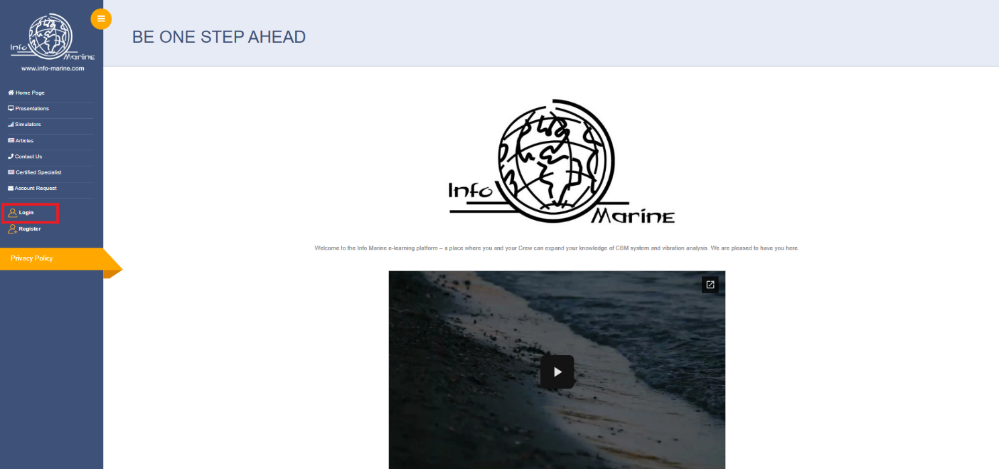 Info
Marine
www.info-marine.com
Home Page
Presentations
Simulators
Articles
Contact Us
Certified Specialist
Account Request
Login
Register
Privacy Policy
BE ONE STEP AHEAD
Info
Marine
Welcome to the Info Marine e-learning platform – a place where you and your Crew can expand your knowledge of CBM system and vibration analysis. We are pleased to have you here.